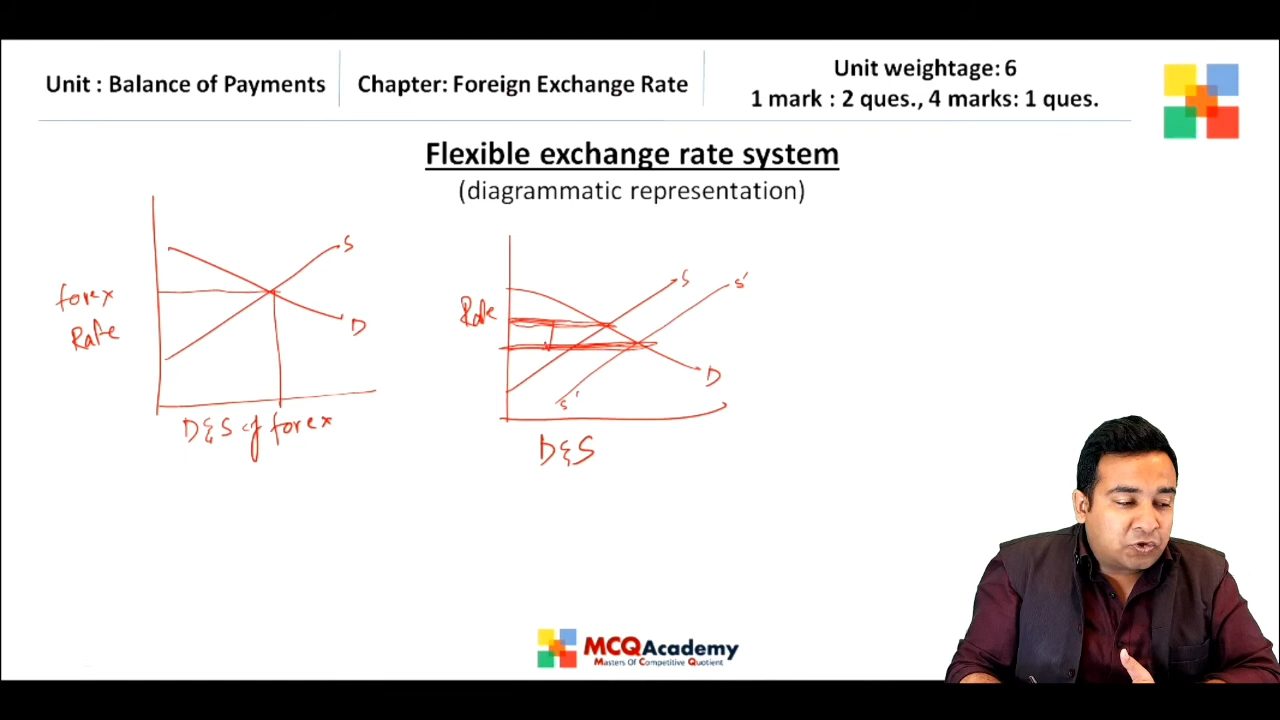 Unit : Balance of Payments
Chapter: Foreign Exchange Rate
Unit weightage: 6
1 mark : 2 ques., 4 marks: 1 ques.
Flexible exchange rate system
(diagrammatic representation)
forex
Rate
S
D
D&S of forex
Rate
S
S'
D
S'
D&S
MCQAcademy
Masters Of Competitive Quotient